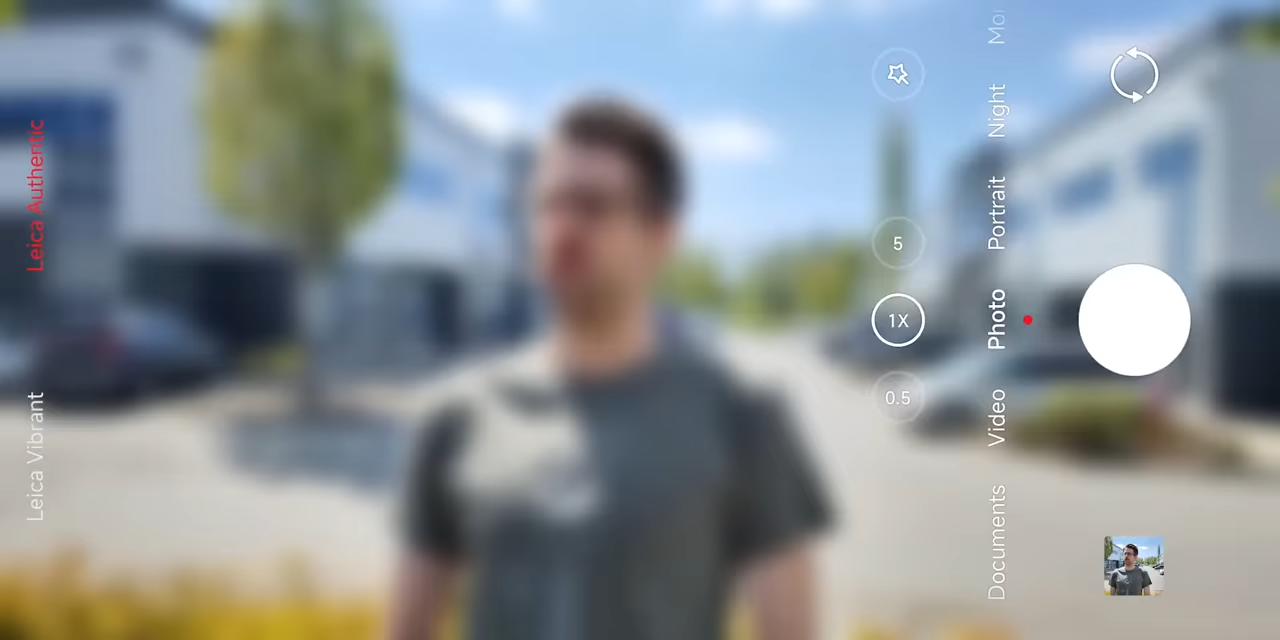 Leica Authentic
Leica Vibrant
5
1X
0.5
Night
Portrait
Photo
Video
Documents